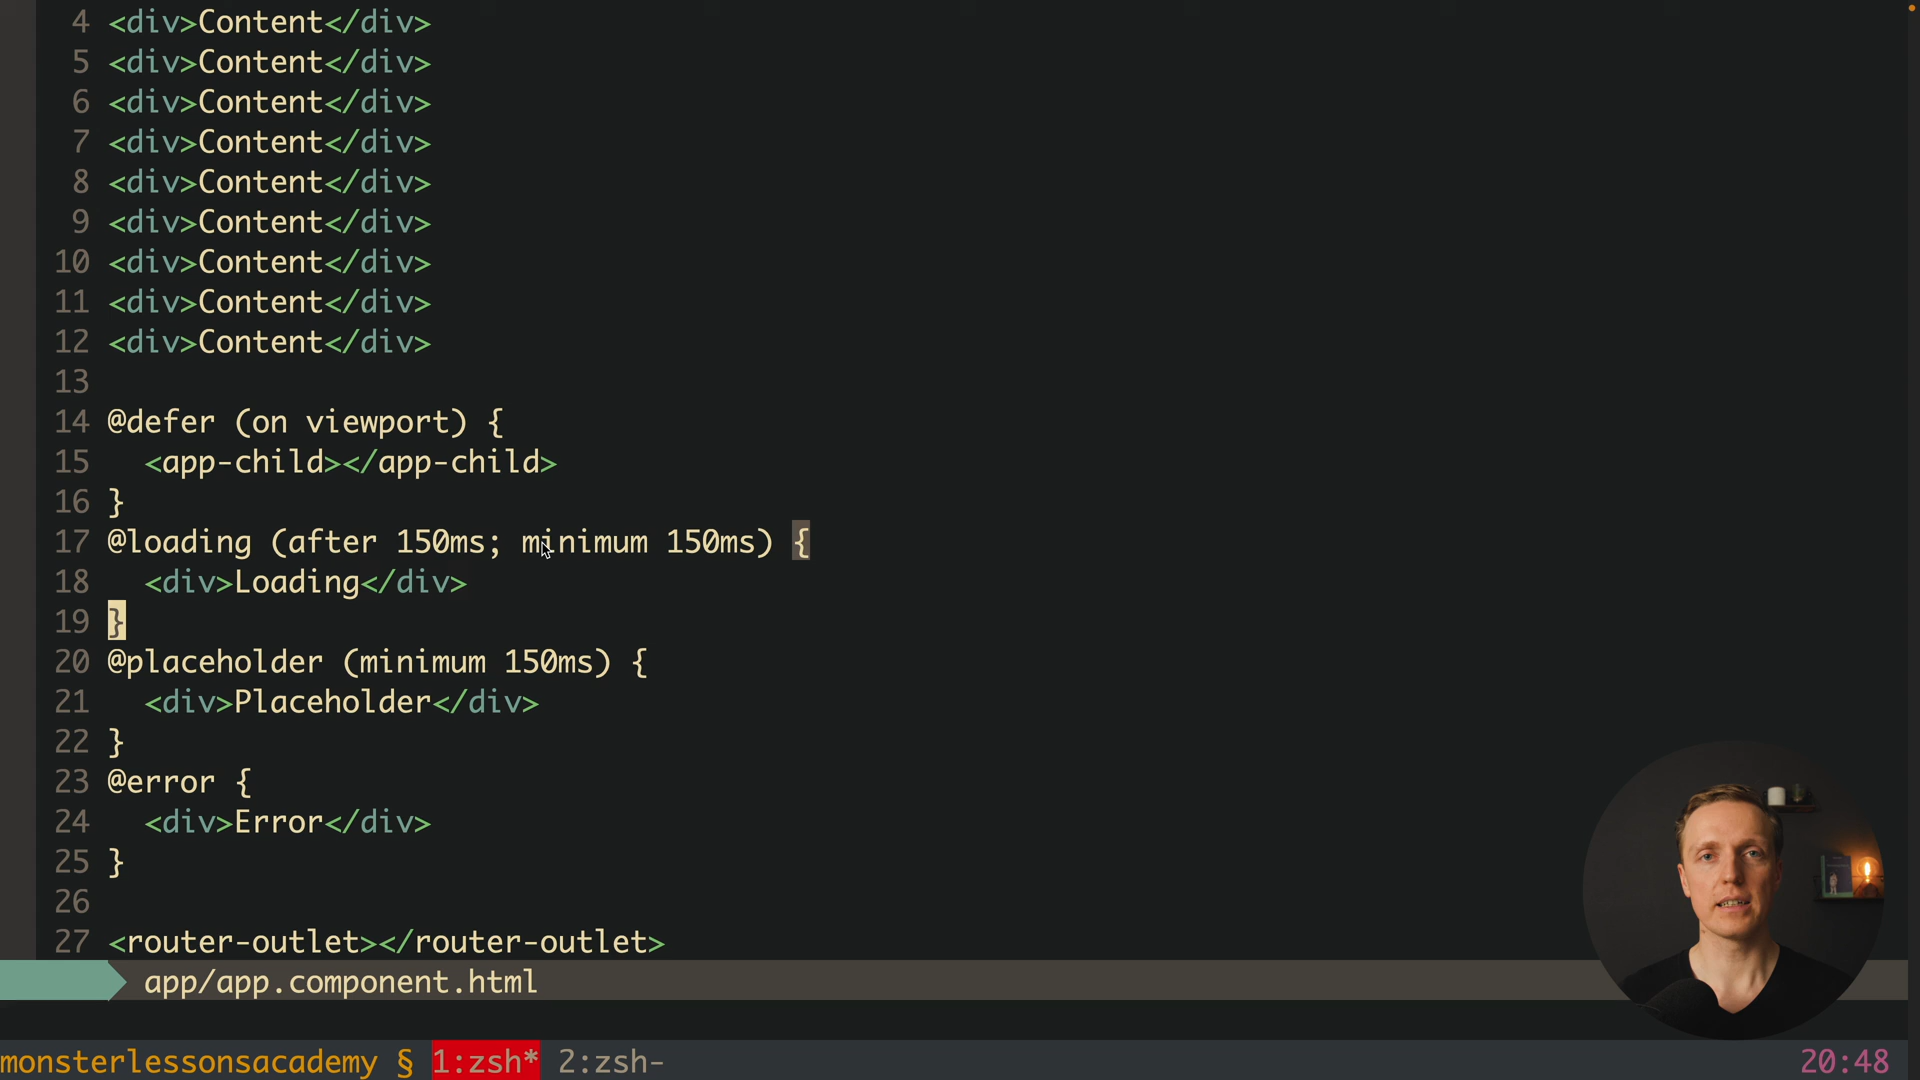 4 <div>Content</div>
5 <div>Content</div>
6 <div>Content</div>
7 <div>Content</div>
8 <div>Content</div>
9 <div>Content</div>
10 <div>Content</div>
11 <div>Content</div>
12 <div>Content</div>
13
14 @defer (on viewport) {
15   <app-child></app-child>
16 }
17 @loading (after 150ms; minimum 150ms) {
18   <div>Loading</div>
19 }
20 @placeholder (minimum 150ms) {
21   <div>Placeholder</div>
22 }
23 @error {
24   <div>Error</div>
25 }
26
27 <router-outlet></router-outlet>
app/app.component.html
monsterlessonsacademy § 1:zsh* 2:zsh- 20:48